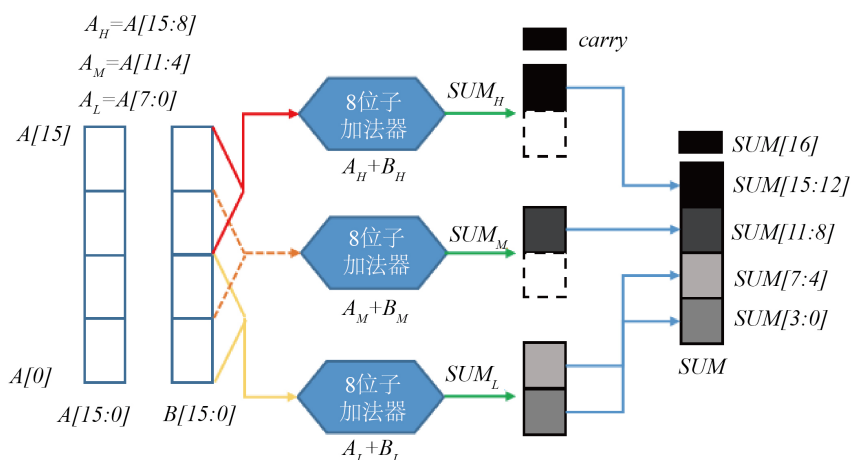 A_H=A[15:8]
A_M=A[11:4]
A_L=A[7:0]
A[15]
A[0]
A[15:0]
B[15:0]
8位子
加法器
A_H+B_H
SUM_H
carry
8位子
加法器
A_M+B_M
SUM_M
8位子
加法器
A_L+B_L
SUM_L
SUM[16]
SUM[15:12]
SUM[11:8]
SUM[7:4]
SUM[3:0]
SUM